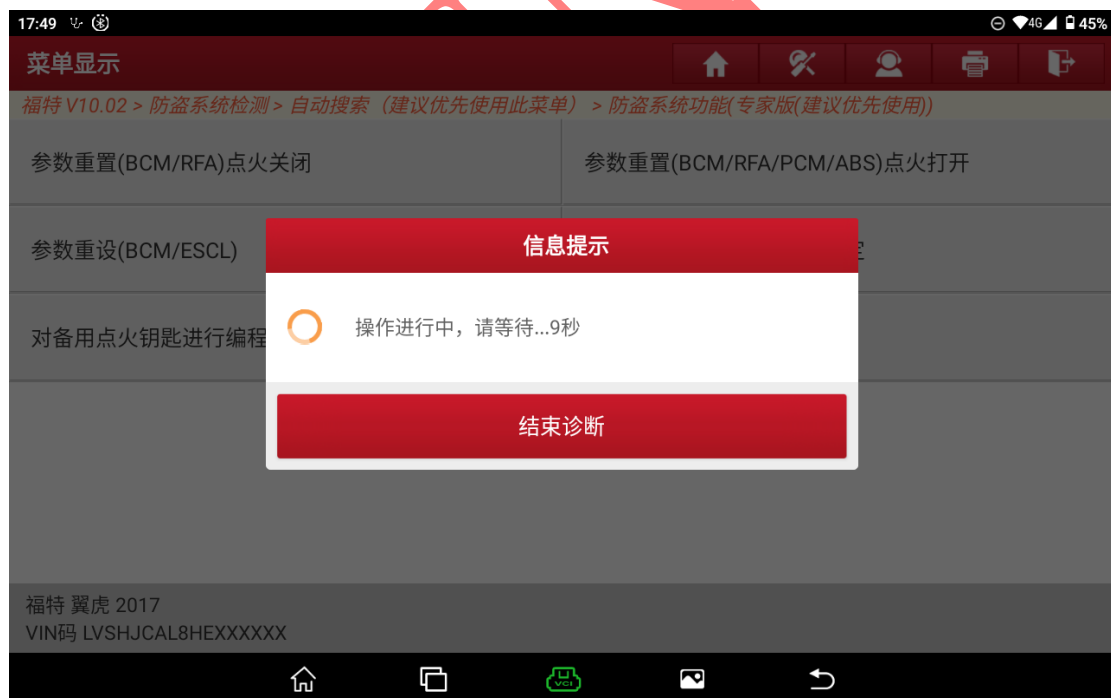 17:49
4G 45%
菜单显示
福特 V10.02 > 防盗系统检测 > 自动搜索（建议优先使用此菜单） > 防盗系统功能(专家版(建议优先使用))
参数重置(BCM/RFA)点火关闭
参数重置(BCM/RFA/PCM/ABS)点火打开
参数重设(BCM/ESCL)
信息提示
对备用点火钥匙进行编程
操作进行中，请等待...9秒
结束诊断
福特 翼虎 2017
VIN码 LVSHJCAL8HEXXXXXX
VCI